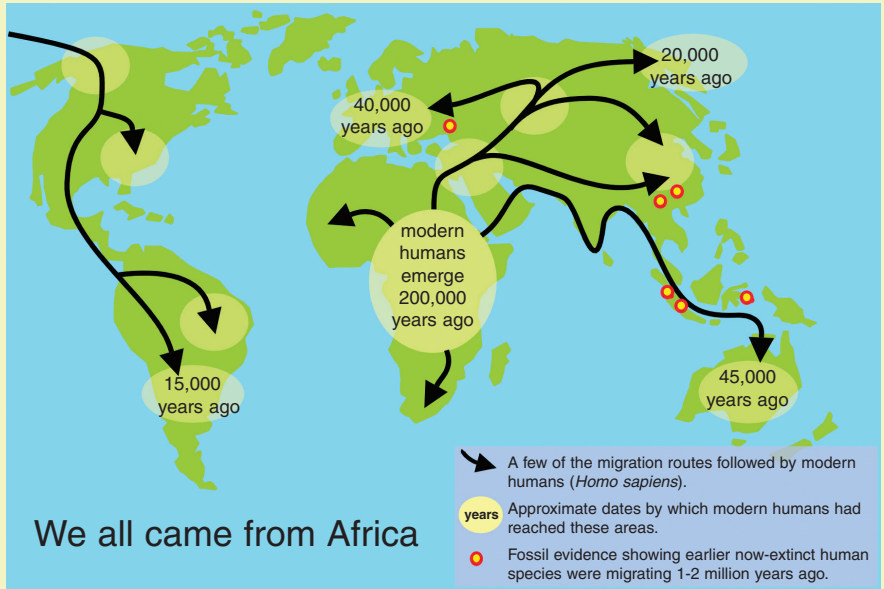 20,000
years ago
40,000
years ago
modern
humans
emerge
200,000
years ago
15,000
years ago
45,000
years ago
We all came from Africa
A few of the migration routes followed by modern
humans (Homo sapiens).
years
Approximate dates by which modern humans had
reached these areas.
Fossil evidence showing earlier now-extinct human
species were migrating 1-2 million years ago.